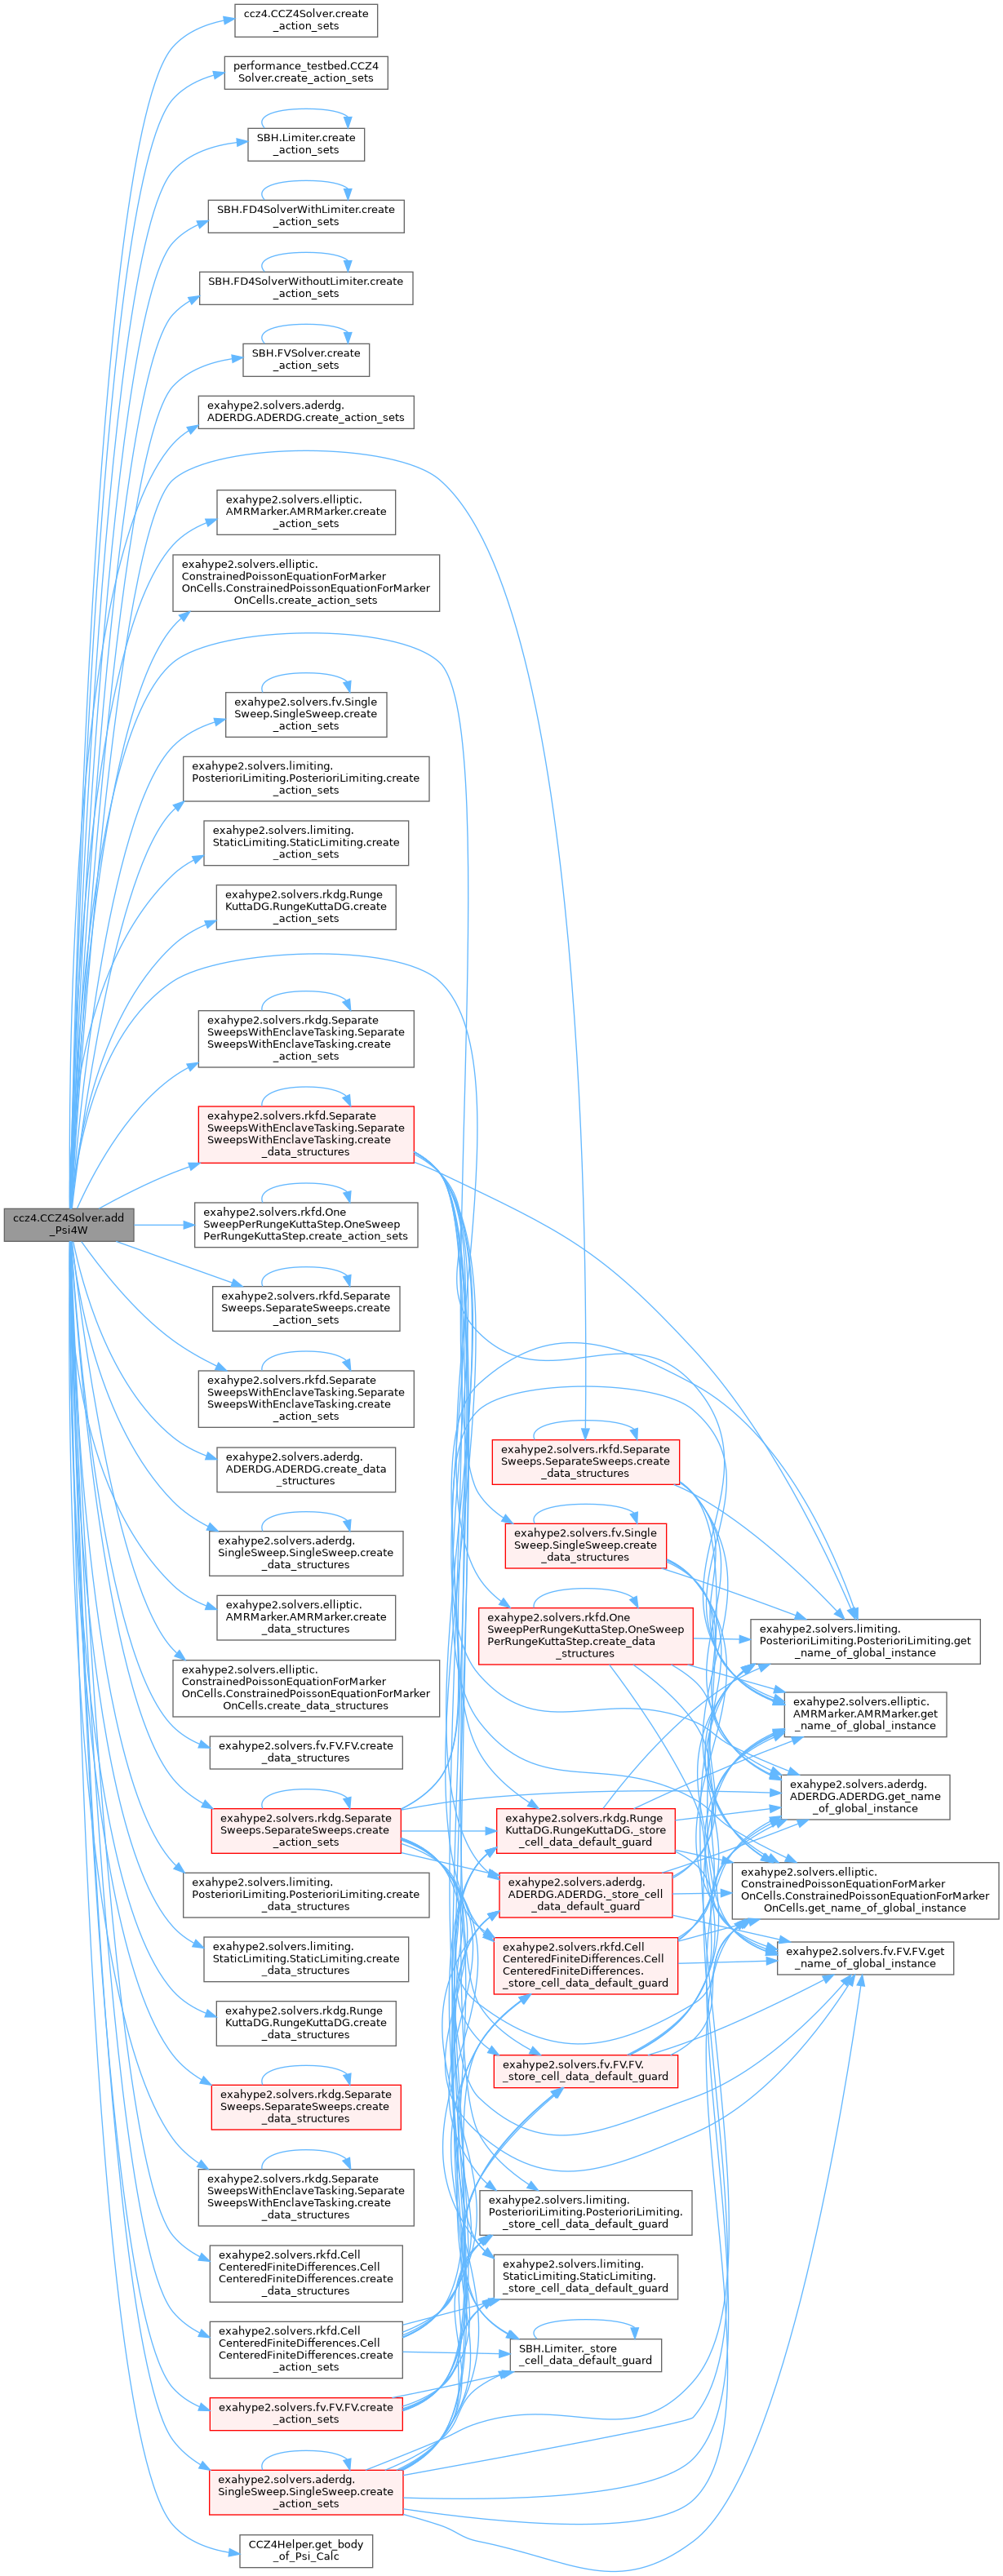 ccz4.CCZ4Solver.create
_action_sets
performance_testbed.CCZ4
Solver.create_action_sets
SBH.Limiter.create
_action_sets
SBH.FD4SolverWithLimiter.create
_action_sets
SBH.FD4SolverWithoutLimiter.create
_action_sets
SBH.FVSolver.create
_action_sets
exahype2.solvers.aderdg.
ADERDG.ADERDG.create_action_sets
exahype2.solvers.elliptic.
AMRMarker.AMRMarker.create
_action_sets
exahype2.solvers.elliptic.
ConstrainedPoissonEquationForMarker
OnCells.ConstrainedPoissonEquationForMarker
OnCells.create_action_sets
exahype2.solvers.fv.Single
Sweep.SingleSweep.create
_action_sets
exahype2.solvers.limiting.
PosterioriLimiting.PosterioriLimiting.create
_action_sets
exahype2.solvers.limiting.
StaticLimiting.StaticLimiting.create
_action_sets
exahype2.solvers.rkdg.Runge
KuttaDG.RungeKuttaDG.create
_action_sets
exahype2.solvers.rkdg.Separate
SweepsWithEnclaveTasking.Separate
SweepsWithEnclaveTasking.create
_action_sets
exahype2.solvers.rkfd.Separate
SweepsWithEnclaveTasking.Separate
SweepsWithEnclaveTasking.create
_data_structures
ccz4.CCZ4Solver.add
_Psi4W
exahype2.solvers.rkfd.One
SweepPerRungeKuttaStep.OneSweep
PerRungeKuttaStep.create_action_sets
exahype2.solvers.rkfd.Separate
Sweeps.SeparateSweeps.create
_action_sets
exahype2.solvers.rkfd.Separate
SweepsWithEnclaveTasking.Separate
SweepsWithEnclaveTasking.create
_action_sets
exahype2.solvers.aderdg.
ADERDG.ADERDG.create_data
_structures
exahype2.solvers.aderdg.
SingleSweep.SingleSweep.create
_data_structures
exahype2.solvers.elliptic.
AMRMarker.AMRMarker.create
_data_structures
exahype2.solvers.elliptic.
ConstrainedPoissonEquationForMarker
OnCells.ConstrainedPoissonEquationForMarker
OnCells.create_data_structures
exahype2.solvers.fv.FV.FV.create
_data_structures
exahype2.solvers.rkdg.Separate
Sweeps.SeparateSweeps.create
_action_sets
exahype2.solvers.limiting.
PosterioriLimiting.PosterioriLimiting.create
_data_structures
exahype2.solvers.limiting.
StaticLimiting.StaticLimiting.create
_data_structures
exahype2.solvers.rkdg.Runge
KuttaDG.RungeKuttaDG.create
_data_structures
exahype2.solvers.rkdg.Separate
Sweeps.SeparateSweeps.create
_data_structures
exahype2.solvers.rkdg.Separate
SweepsWithEnclaveTasking.Separate
SweepsWithEnclaveTasking.create
_data_structures
exahype2.solvers.rkfd.Cell
CenteredFiniteDifferences.Cell
CenteredFiniteDifferences.create
_data_structures
exahype2.solvers.rkfd.Cell
CenteredFiniteDifferences.Cell
CenteredFiniteDifferences.create
_action_sets
exahype2.solvers.fv.FV.FV.create
_action_sets
exahype2.solvers.aderdg.
SingleSweep.SingleSweep.create
_action_sets
CCZ4Helper.get_body
_of_Psi_Calc
exahype2.solvers.rkfd.Separate
Sweeps.SeparateSweeps.create
_data_structures
exahype2.solvers.fv.Single
Sweep.SingleSweep.create
_data_structures
exahype2.solvers.rkfd.One
SweepPerRungeKuttaStep.OneSweep
PerRungeKuttaStep.create_data
_structures
exahype2.solvers.rkdg.Runge
KuttaDG.RungeKuttaDG._store
_cell_data_default_guard
exahype2.solvers.aderdg.
ADERDG.ADERDG._store_cell
_data_default_guard
exahype2.solvers.rkfd.Cell
CenteredFiniteDifferences.Cell
CenteredFiniteDifferences.
_store_cell_data_default_guard
exahype2.solvers.fv.FV.FV.
_store_cell_data_default_guard
exahype2.solvers.limiting.
PosterioriLimiting.PosterioriLimiting.
_store_cell_data_default_guard
exahype2.solvers.limiting.
StaticLimiting.StaticLimiting.
_store_cell_data_default_guard
SBH.Limiter._store
_cell_data_default_guard
exahype2.solvers.limiting.
PosterioriLimiting.PosterioriLimiting.get
_name_of_global_instance
exahype2.solvers.elliptic.
AMRMarker.AMRMarker.get
_name_of_global_instance
exahype2.solvers.aderdg.
ADERDG.ADERDG.get_name
_of_global_instance
exahype2.solvers.elliptic.
ConstrainedPoissonEquationForMarker
OnCells.ConstrainedPoissonEquationForMarker
OnCells.get_name_of_global_instance
exahype2.solvers.fv.FV.FV.get
_name_of_global_instance